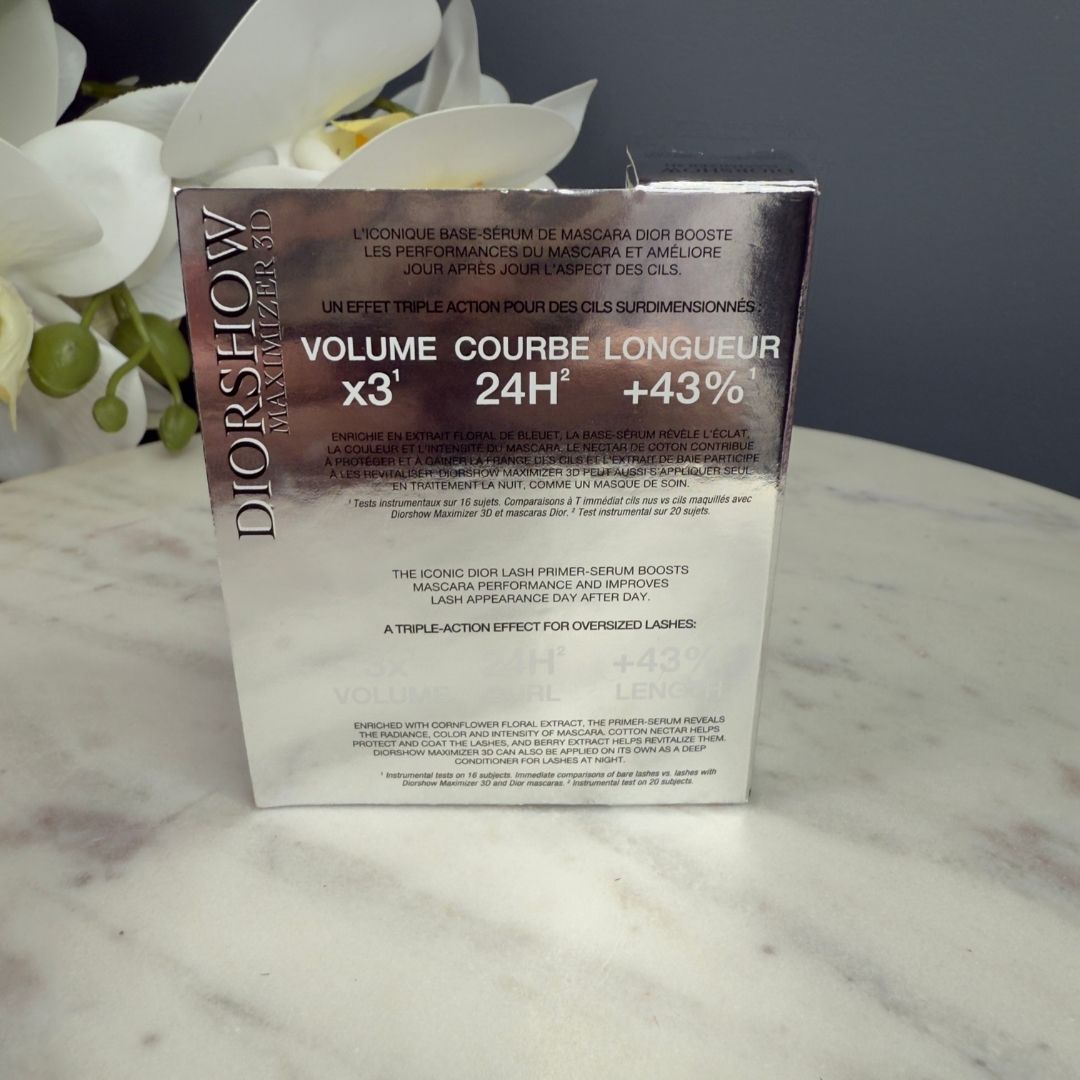 DIORSHOW
MAXIMIZER 3D
L'ICONIQUE BASE-SÉRUM DE MASCARA DIOR BOOSTE
LES PERFORMANCES DU MASCARA ET AMÉLIORE
JOUR APRÈS JOUR L'ASPECT DES CILS.
UN EFFET TRIPLE ACTION POUR DES CILS SURDIMENSIONNÉS :
VOLUME COURBE LONGUEUR
x3¹ 24H² +43%¹
ENRICHIE EN EXTRAIT FLORAL DE BLEUET, LA BASE-SÉRUM RÉVÈLE L'ÉCLAT,
LA COULEUR ET L'INTENSITÉ DU MASCARA. LE NECTAR DE COTON CONTRIBUE
À PROTÉGER ET À GAINER LA FRANGE DES CILS ET L'EXTRAIT DE BAIE PARTICIPE
À LES REVITALISER. DIORSHOW MAXIMIZER 3D PEUT AUSSI S'APPLIQUER SEUL
EN TRAITEMENT LA NUIT, COMME UN MASQUE DE SOIN.
¹ Tests instrumentaux sur 16 sujets. Comparaisons à T immédiat cils nus vs cils maquillés avec
Diorshow Maximizer 3D et mascaras Dior. ² Test instrumental sur 20 sujets.
THE ICONIC DIOR LASH PRIMER-SERUM BOOSTS
MASCARA PERFORMANCE AND IMPROVES
LASH APPEARANCE DAY AFTER DAY.
A TRIPLE-ACTION EFFECT FOR OVERSIZED LASHES:
3x 24H² +43%
VOLUME CURL LENGTH
ENRICHED WITH CORNFLOWER FLORAL EXTRACT, THE PRIMER-SERUM REVEALS
THE RADIANCE, COLOR AND INTENSITY OF MASCARA. COTTON NECTAR HELPS
PROTECT AND COAT THE LASHES, AND BERRY EXTRACT HELPS REVITALIZE THEM.
DIORSHOW MAXIMIZER 3D CAN ALSO BE APPLIED ON ITS OWN AS A DEEP
CONDITIONER FOR LASHES AT NIGHT.
¹ Instrumental tests on 16 subjects. Immediate comparisons of bare lashes vs. lashes with
Diorshow Maximizer 3D and Dior mascaras. ² Instrumental test on 20 subjects.